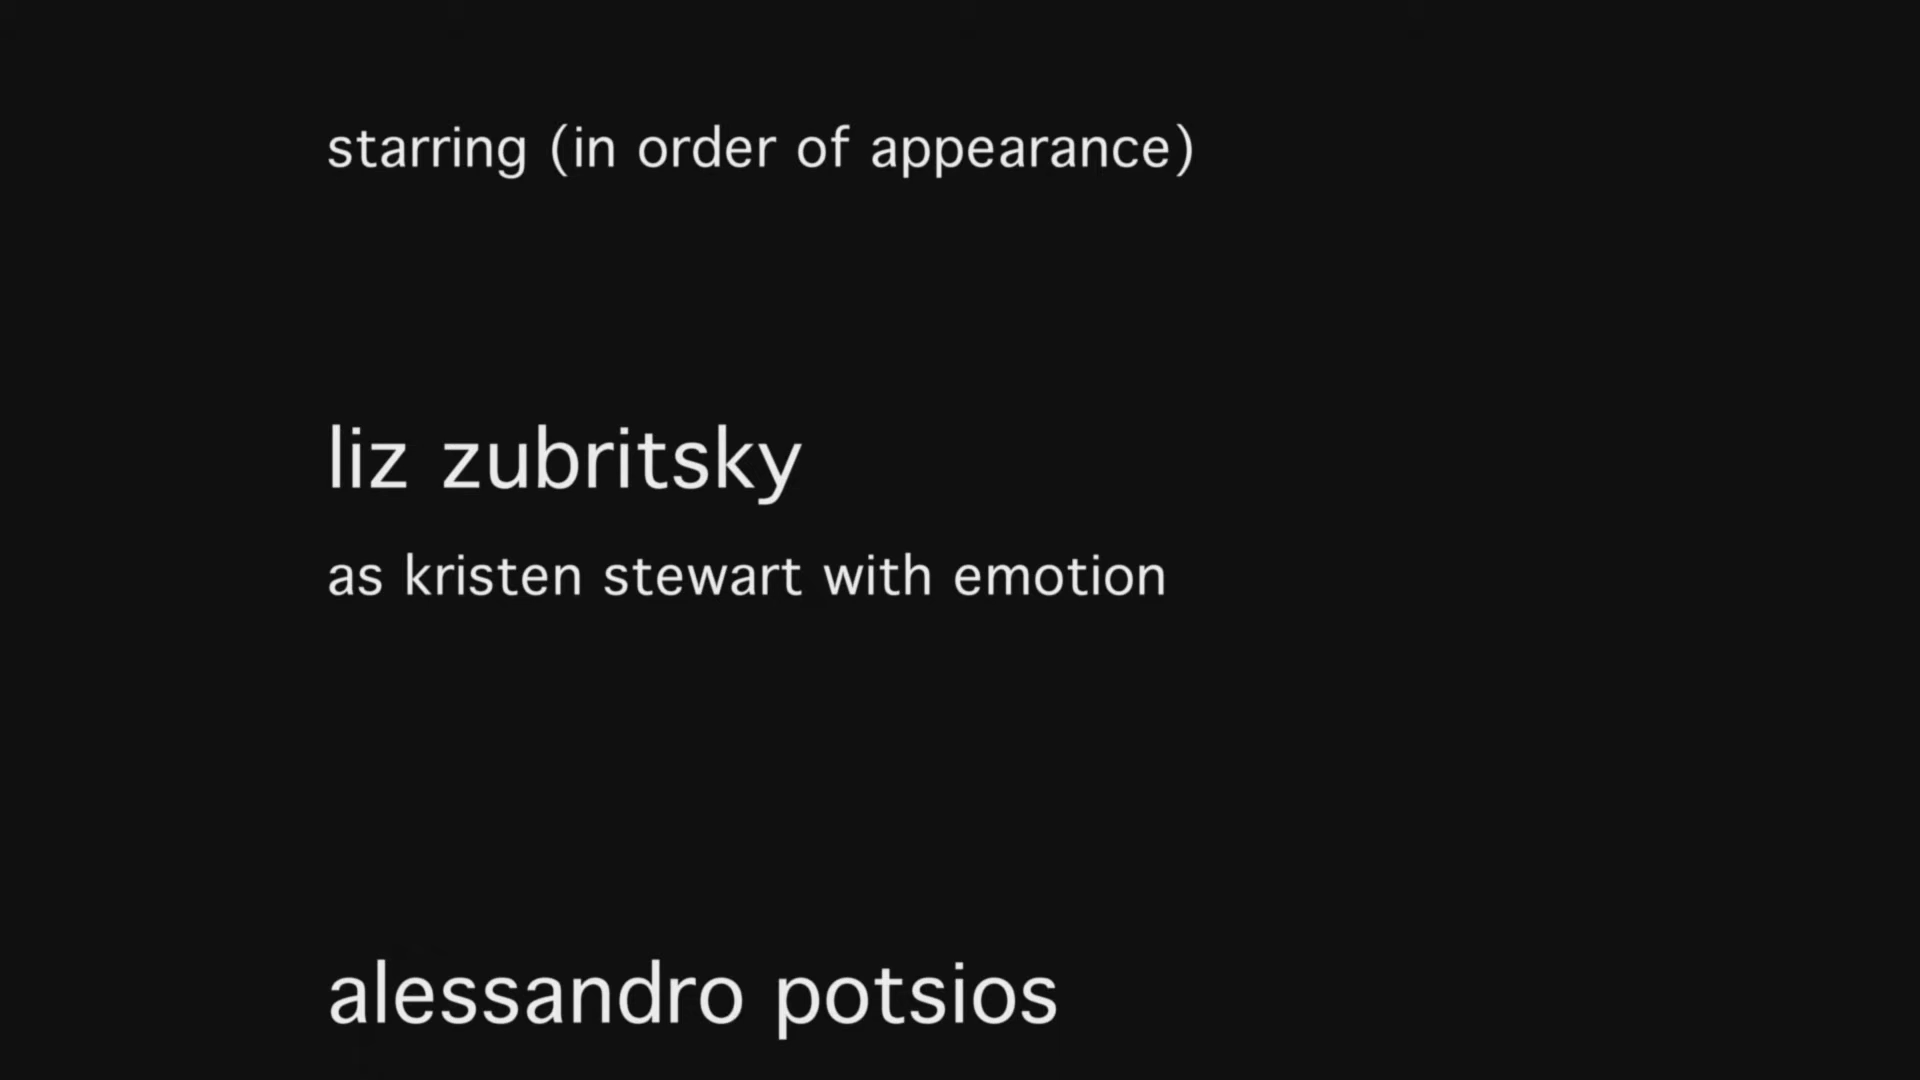 starring (in order of appearance)
liz zubritsky
as kristen stewart with emotion
alessandro potsios